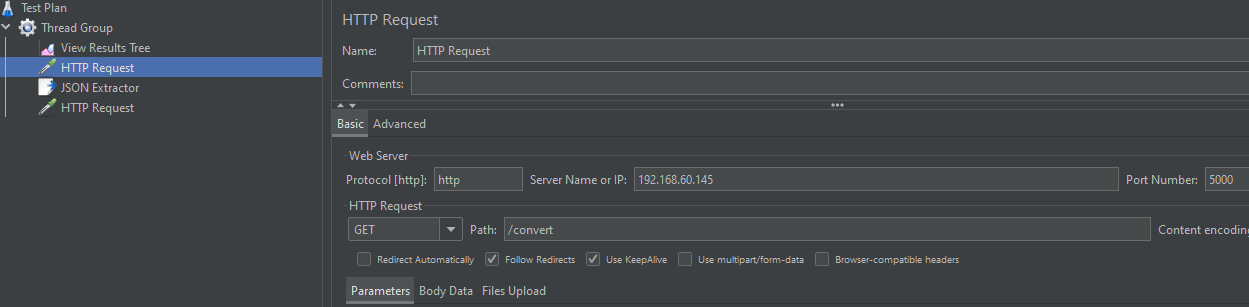 Test Plan
Thread Group
View Results Tree
HTTP Request
JSON Extractor
HTTP Request
HTTP Request
Name: HTTP Request
Comments:
Basic Advanced
Web Server
Protocol [http]: http Server Name or IP: 192.168.60.145 Port Number: 5000
HTTP Request
GET Path: /convert Content encoding
Redirect Automatically Follow Redirects Use KeepAlive Use multipart/form-data Browser-compatible headers
Parameters Body Data Files Upload